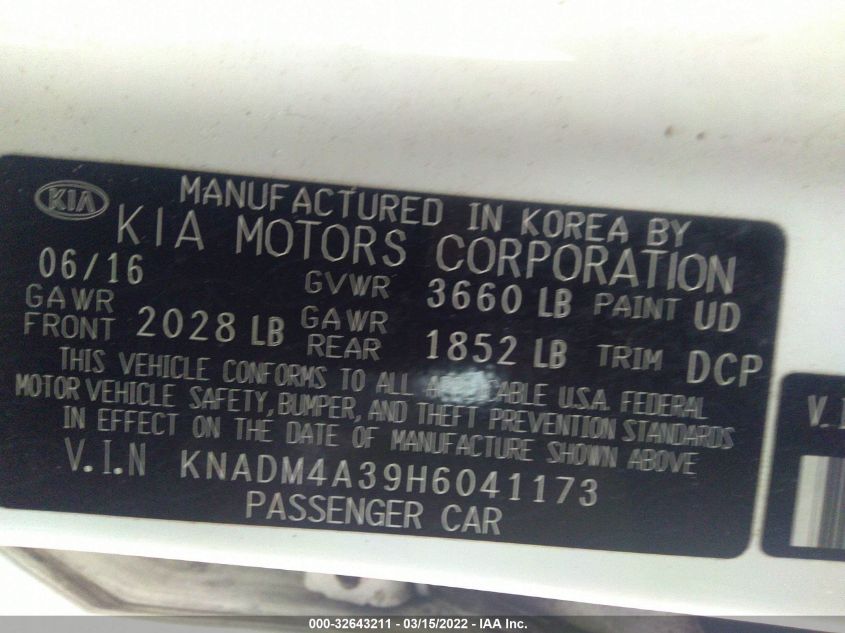 KIA MANUFACTURED IN KOREA BY
KIA MOTORS CORPORATION
06/16 GVWR 3660 LB PAINT UD
GAWR FRONT 2028 LB GAWR REAR 1852 LB TRIM DCP
THIS VEHICLE CONFORMS TO ALL APPLICABLE U.S.A. FEDERAL
MOTOR VEHICLE SAFETY, BUMPER, AND THEFT PREVENTION STANDARDS
IN EFFECT ON THE DATE OF MANUFACTURE SHOWN ABOVE
V.I.N KNADM4A39H6041173
PASSENGER CAR
000-32643211 - 03/15/2022 - © IAA, Inc.